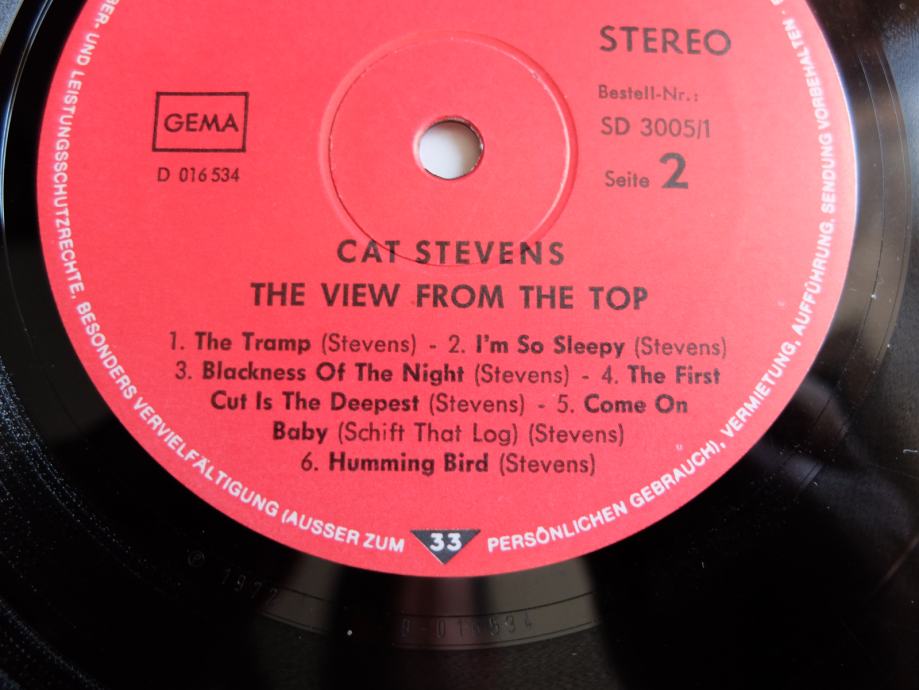 STEREO
GEMA
Bestell-Nr.:
SD 3005/1
D 016 534
Seite 2
CAT STEVENS
THE VIEW FROM THE TOP
1. The Tramp (Stevens) - 2. I'm So Sleepy (Stevens)
3. Blackness Of The Night (Stevens) - 4. The First
Cut Is The Deepest (Stevens) - 5. Come On
Baby (Schift That Log) (Stevens)
6. Humming Bird (Stevens)
UND LEISTUNGSSCHUTZRECHTE, BESONDERS VERVIELFÄLTIGUNG (AUSSER ZUM
33
PERSÖNLICHEN GEBRAUCH), VERMIETUNG, AUFFÜHRUNG, SENDUNG VORBEHALTEN
℗ 1972